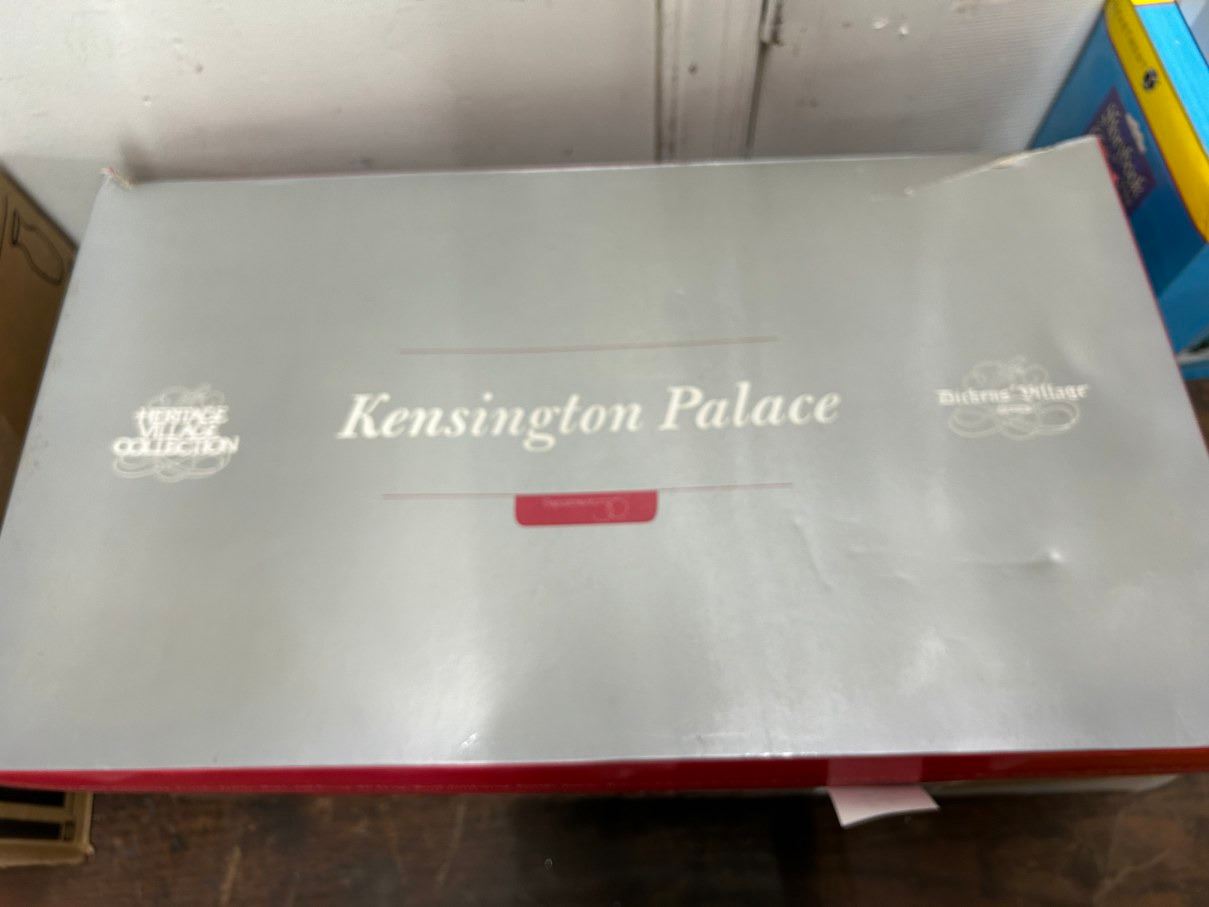 HERITAGE
VILLAGE
COLLECTION
Kensington Palace
Dickens' Village